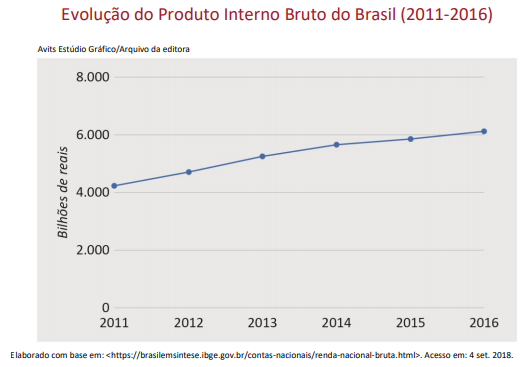 Evolução do Produto Interno Bruto do Brasil (2011-2016)
Avits Estúdio Gráfico/Arquivo da editora
8.000
6.000
4.000
2.000
0
Bilhões de reais
2011 2012 2013 2014 2015 2016
Elaborado com base em: <https://brasilemsintese.ibge.gov.br/contas-nacionais/renda-nacional-bruta.html>. Acesso em: 4 set. 2018.